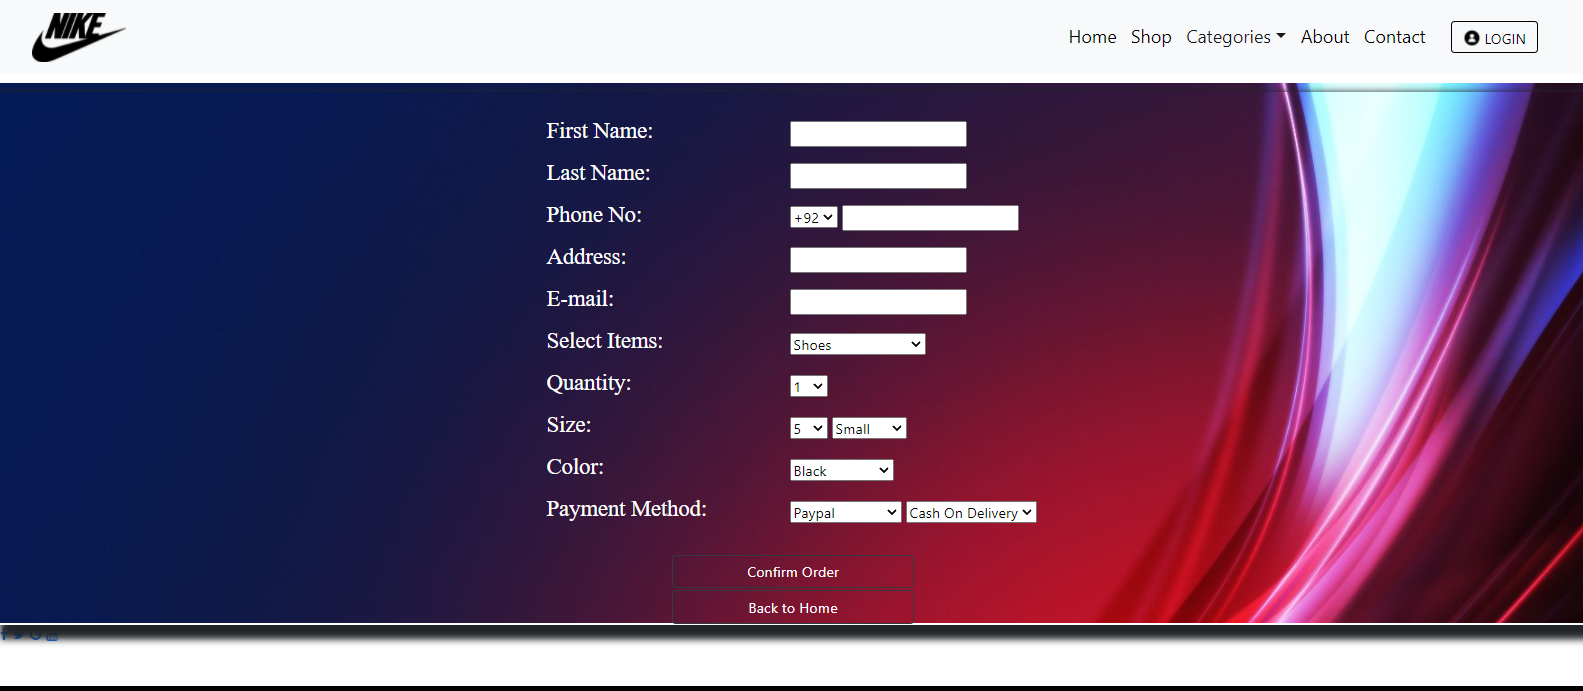 NIKE
Home Shop Categories About Contact LOGIN
First Name:
Last Name:
Phone No: +92
Address:
E-mail:
Select Items: Shoes
Quantity: 1
Size: 5 Small
Color: Black
Payment Method: Paypal Cash On Delivery
Confirm Order
Back to Home